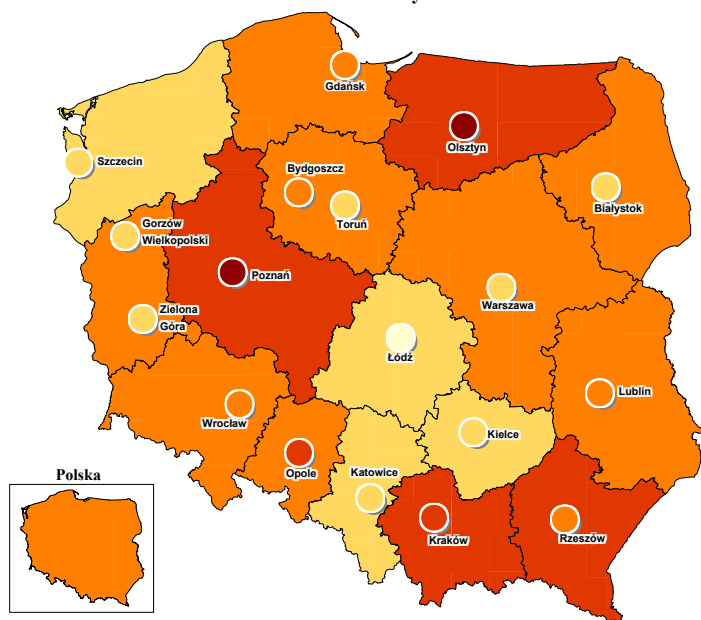 Gdańsk
Olsztyn
Szczecin
Bydgoszcz
Toruń
Białystok
Gorzów
Wielkopolski
Poznań
Warszawa
Zielona
Góra
Łódź
Lublin
Wrocław
Kielce
Opole
Katowice
Polska
Kraków
Rzeszów